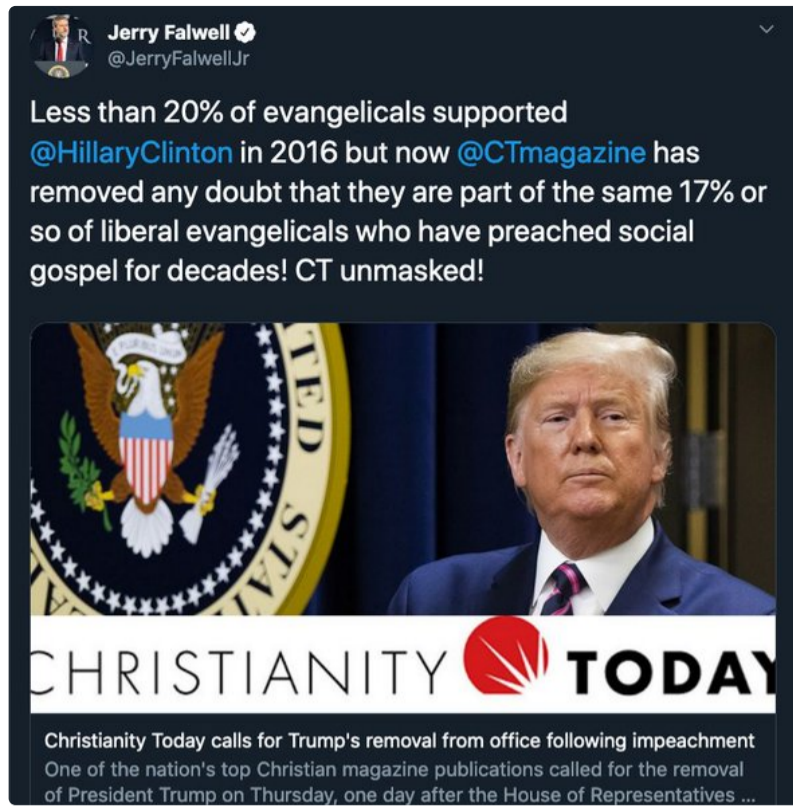 Jerry Falwell
@JerryFalwellJr
Less than 20% of evangelicals supported
@HillaryClinton in 2016 but now @CTmagazine has
removed any doubt that they are part of the same 17% or
so of liberal evangelicals who have preached social
gospel for decades! CT unmasked!
E PLURIBUS UNUM
TED STAT
CHRISTIANITY TODAY
Christianity Today calls for Trump's removal from office following impeachment
One of the nation's top Christian magazine publications called for the removal
of President Trump on Thursday, one day after the House of Representatives ...